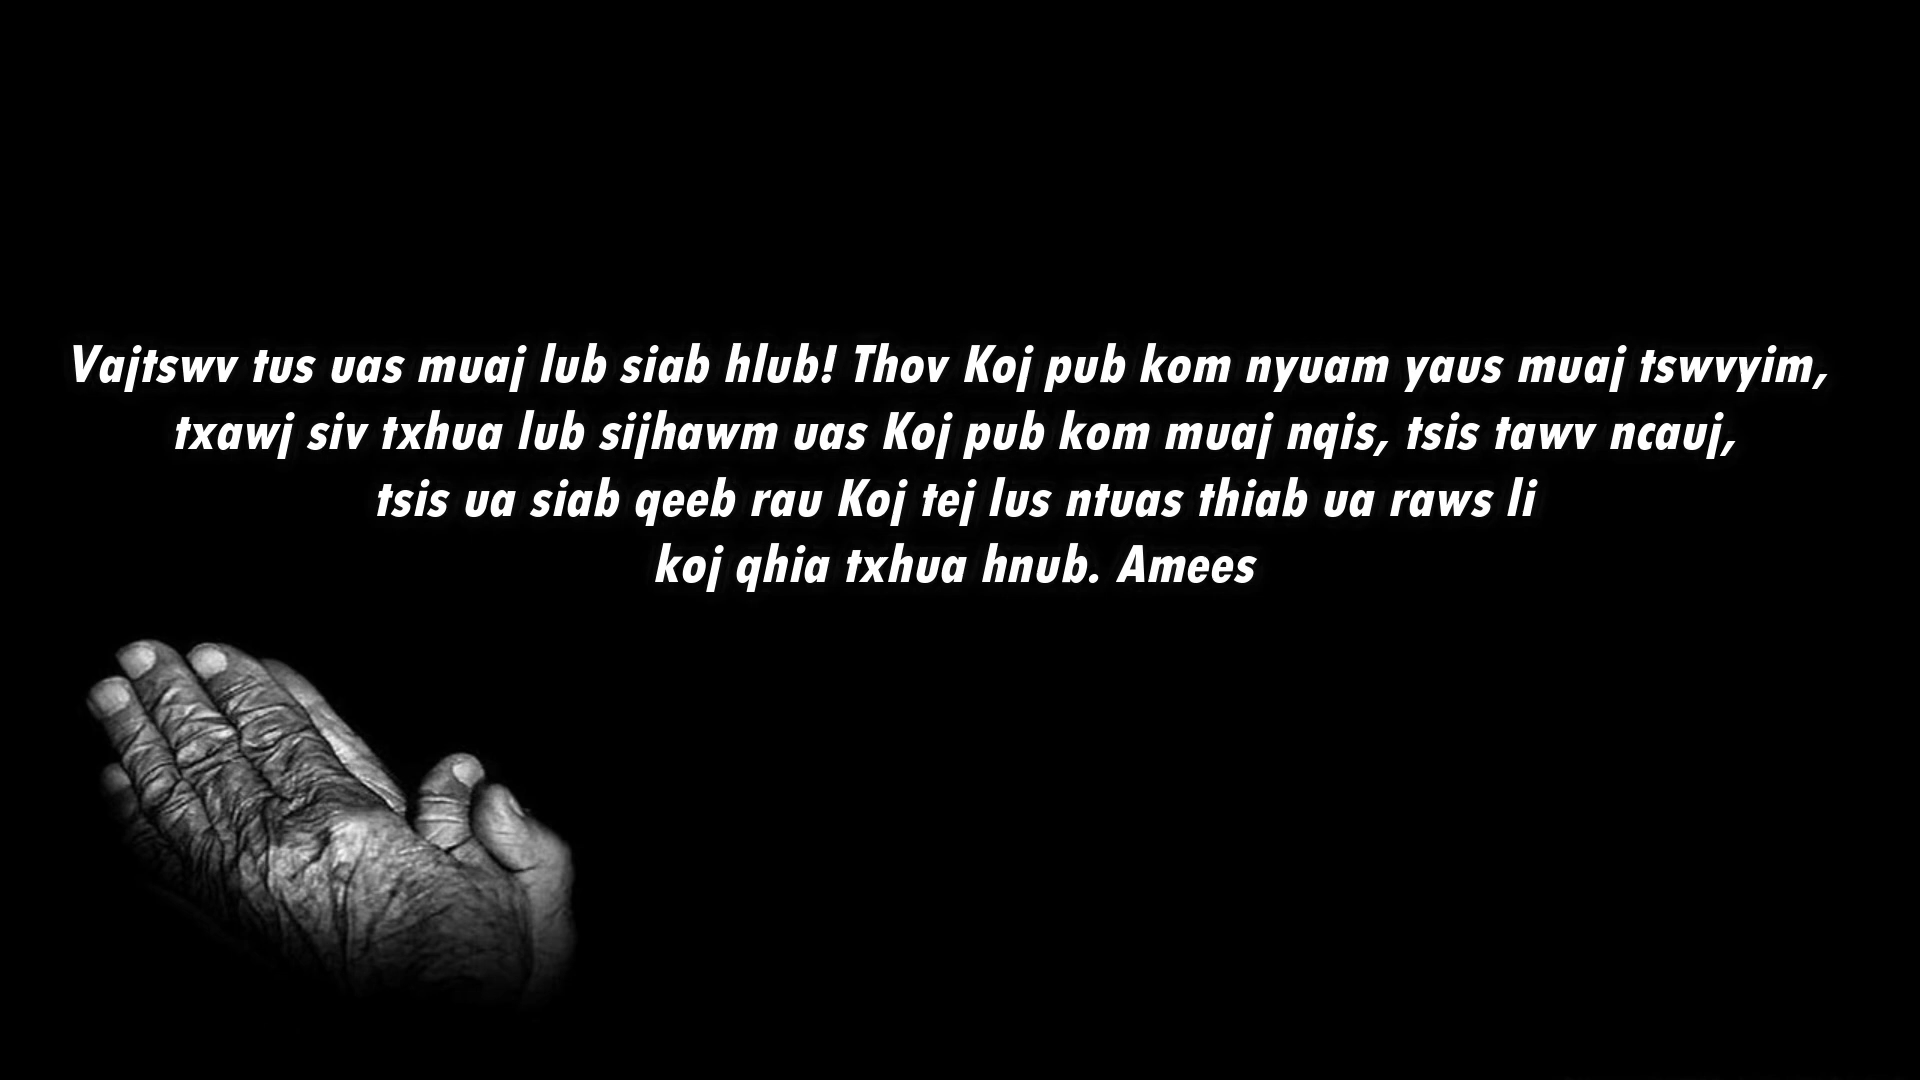 Vajtswv tus uas muaj lub siab hlub! Thov Koj pub kom nyuam yaus muaj tswvyim,
txawj siv txhua lub sijhawm uas Koj pub kom muaj nqis, tsis tawv ncauj,
tsis ua siab qeeb rau Koj tej lus ntuas thiab ua raws li
koj qhia txhua hnub. Amees